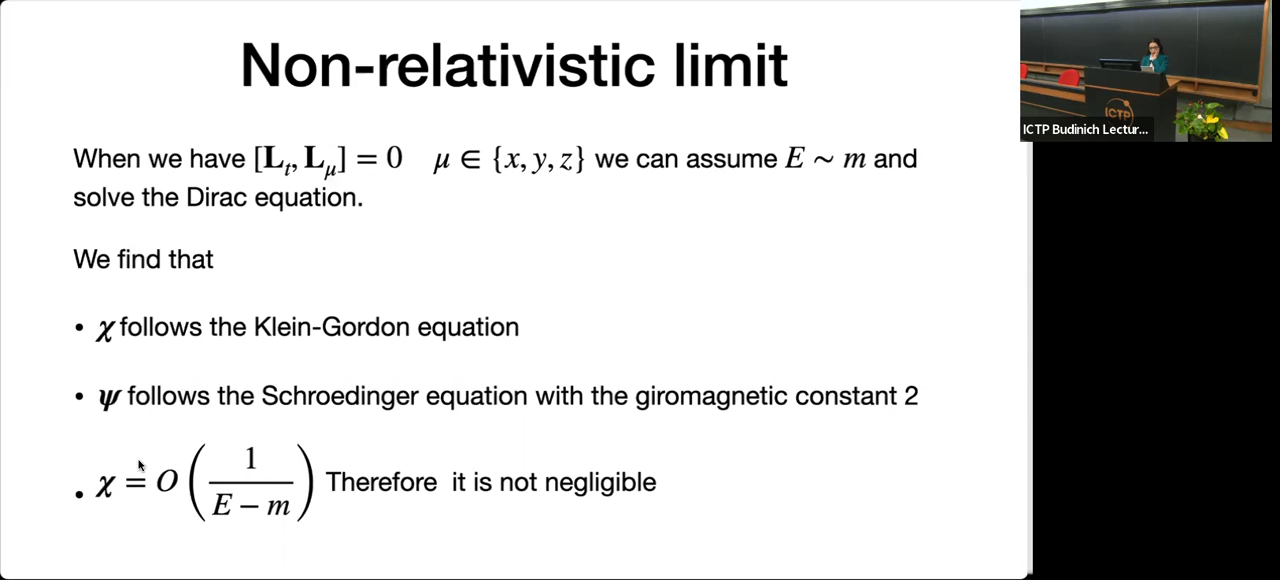 Non-relativistic limit
When we have [L_t, L_μ] = 0 μ ∈ {x, y, z} we can assume E ~ m and
solve the Dirac equation.
We find that
• χ follows the Klein-Gordon equation
• ψ follows the Schroedinger equation with the giromagnetic constant 2
• χ = O(1/(E − m)) Therefore it is not negligible
ICTP
ICTP Budinich Lectur...